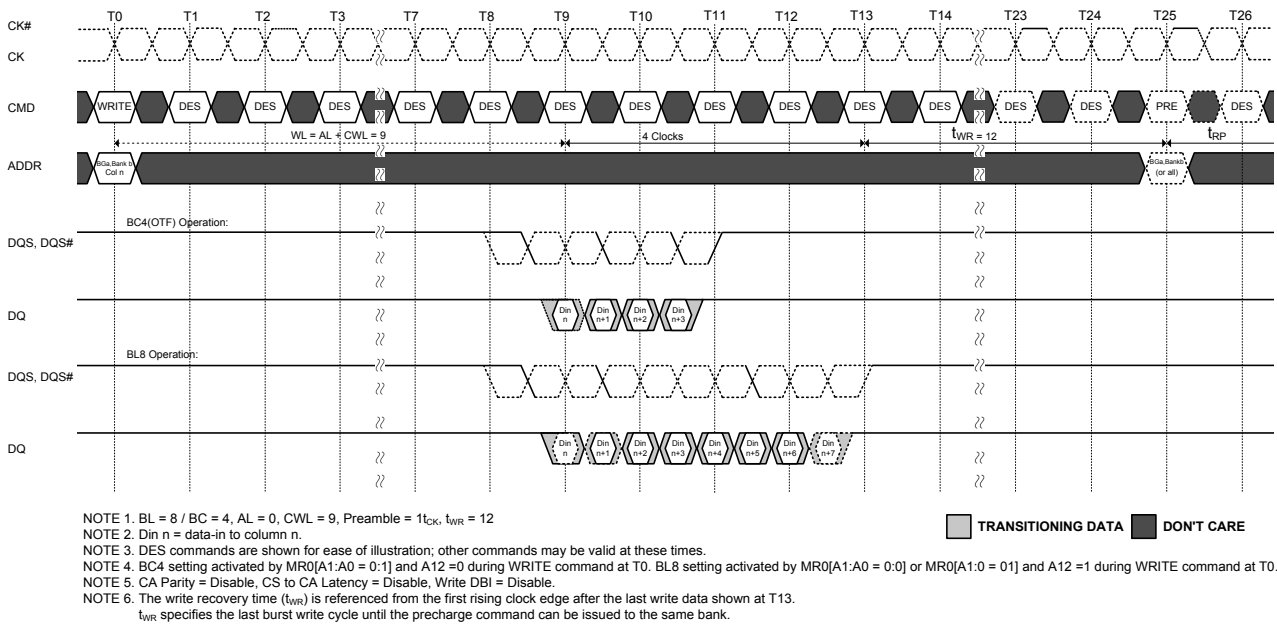 T0 T1 T2 T3 T7 T8 T9 T10 T11 T12 T13 T14 T23 T24 T25 T26
CK#
CK
CMD WRITE DES DES DES DES DES DES DES DES DES DES DES DES DES PRE DES
WL = AL + CWL = 9 4 Clocks tWR = 12 tRP
ADDR
BGa,Bank b
Col n
BGa,Bankb
(or all)
BC4(OTF) Operation:
DQS, DQS#
DQ
Din n Din n+1 Din n+2 Din n+3
BL8 Operation:
DQS, DQS#
DQ
Din n Din n+1 Din n+2 Din n+3 Din n+4 Din n+5 Din n+6 Din n+7
NOTE 1. BL = 8 / BC = 4, AL = 0, CWL = 9, Preamble = 1tCK, tWR = 12
TRANSITIONING DATA DON'T CARE
NOTE 2. Din n = data-in to column n.
NOTE 3. DES commands are shown for ease of illustration; other commands may be valid at these times.
NOTE 4. BC4 setting activated by MR0[A1:A0 = 0:1] and A12 =0 during WRITE command at T0. BL8 setting activated by MR0[A1:A0 = 0:0] or MR0[A1:0 = 01] and A12 =1 during WRITE command at T0.
NOTE 5. CA Parity = Disable, CS to CA Latency = Disable, Write DBI = Disable.
NOTE 6. The write recovery time (tWR) is referenced from the first rising clock edge after the last write data shown at T13.
tWR specifies the last burst write cycle until the precharge command can be issued to the same bank.